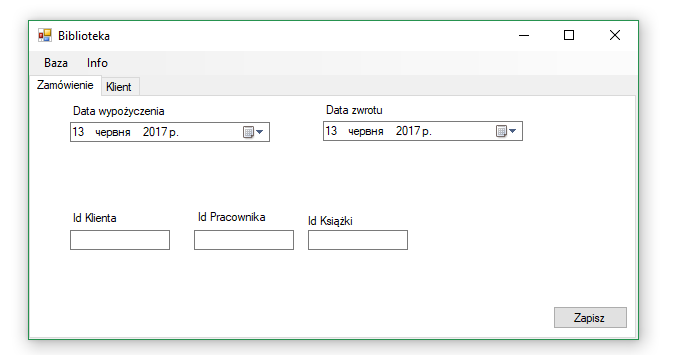 Biblioteka
Baza Info
Zamówienie Klient
Data wypożyczenia Data zwrotu
13 червня 2017 р. 13 червня 2017 р.
Id Klienta Id Pracownika Id Książki
Zapisz